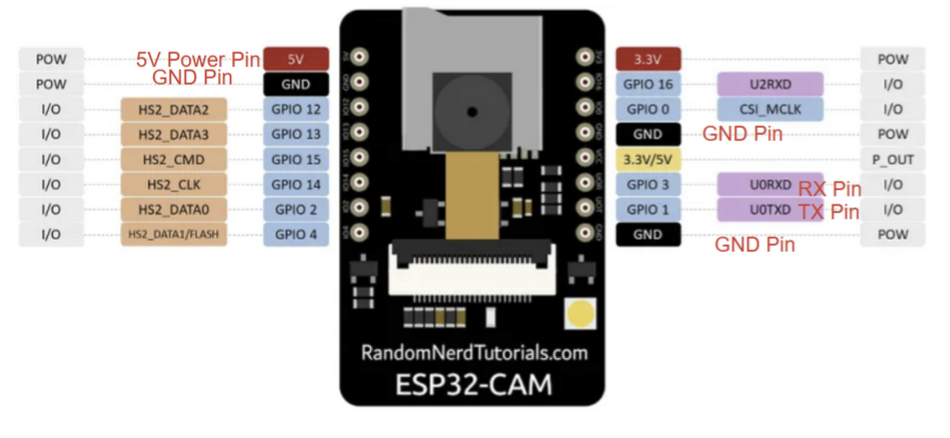 POW 5V Power Pin 5V 3.3V POW
POW GND Pin GND GPIO 16 U2RXD I/O
I/O HS2_DATA2 GPIO 12 GPIO 0 CSI_MCLK I/O
I/O HS2_DATA3 GPIO 13 GND GND Pin POW
I/O HS2_CMD GPIO 15 3.3V/5V P_OUT
I/O HS2_CLK GPIO 14 GPIO 3 U0RXD RX Pin I/O
I/O HS2_DATA0 GPIO 2 GPIO 1 U0TXD TX Pin I/O
I/O HS2_DATA1/FLASH GPIO 4 GND GND Pin POW
RandomNerdTutorials.com
ESP32-CAM